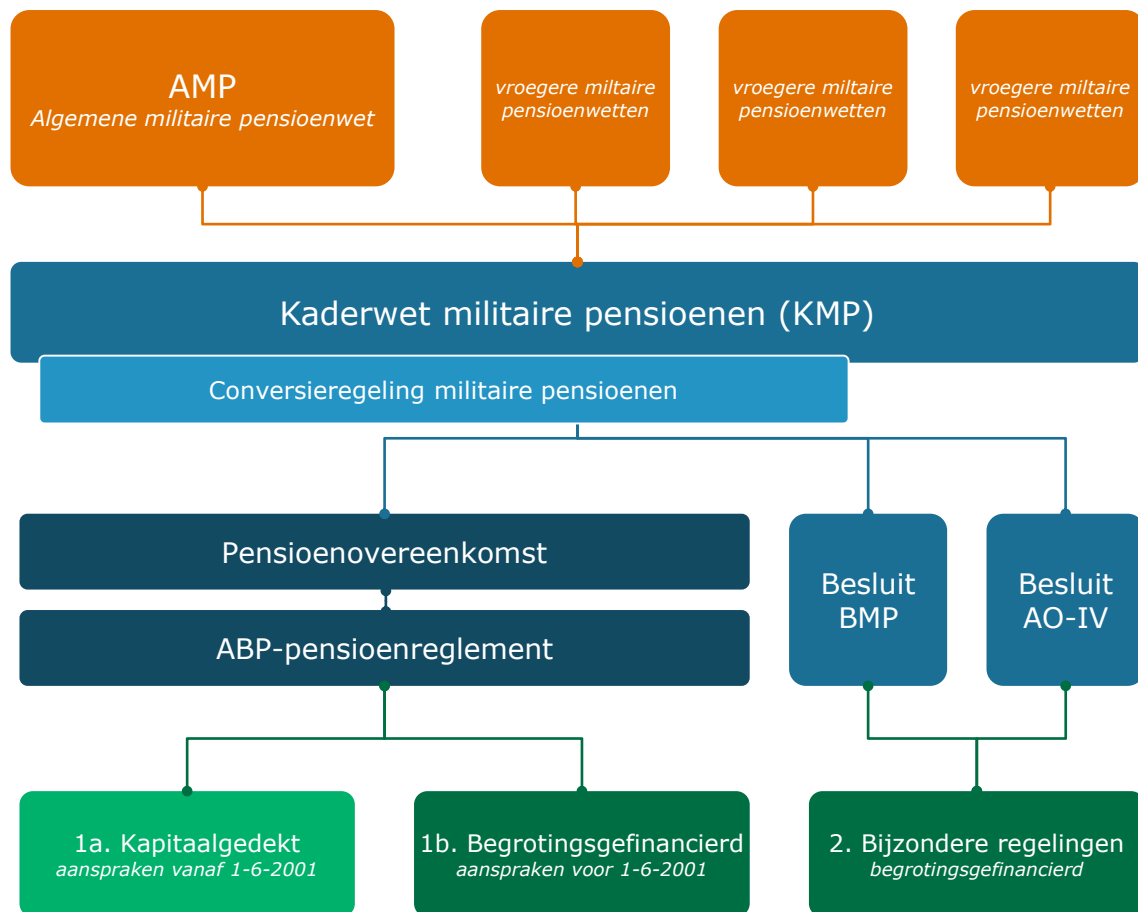 AMP
Algemene militaire pensioenwet
vroegere miltaire
pensioenwetten
vroegere miltaire
pensioenwetten
vroegere miltaire
pensioenwetten
Kaderwet militaire pensioenen (KMP)
Conversieregeling militaire pensioenen
Pensioenovereenkomst
ABP-pensioenreglement
Besluit
BMP
Besluit
AO-IV
1a. Kapitaalgedekt
aanspraken vanaf 1-6-2001
1b. Begrotingsgefinancierd
aanspraken voor 1-6-2001
2. Bijzondere regelingen
begrotingsgefinancierd